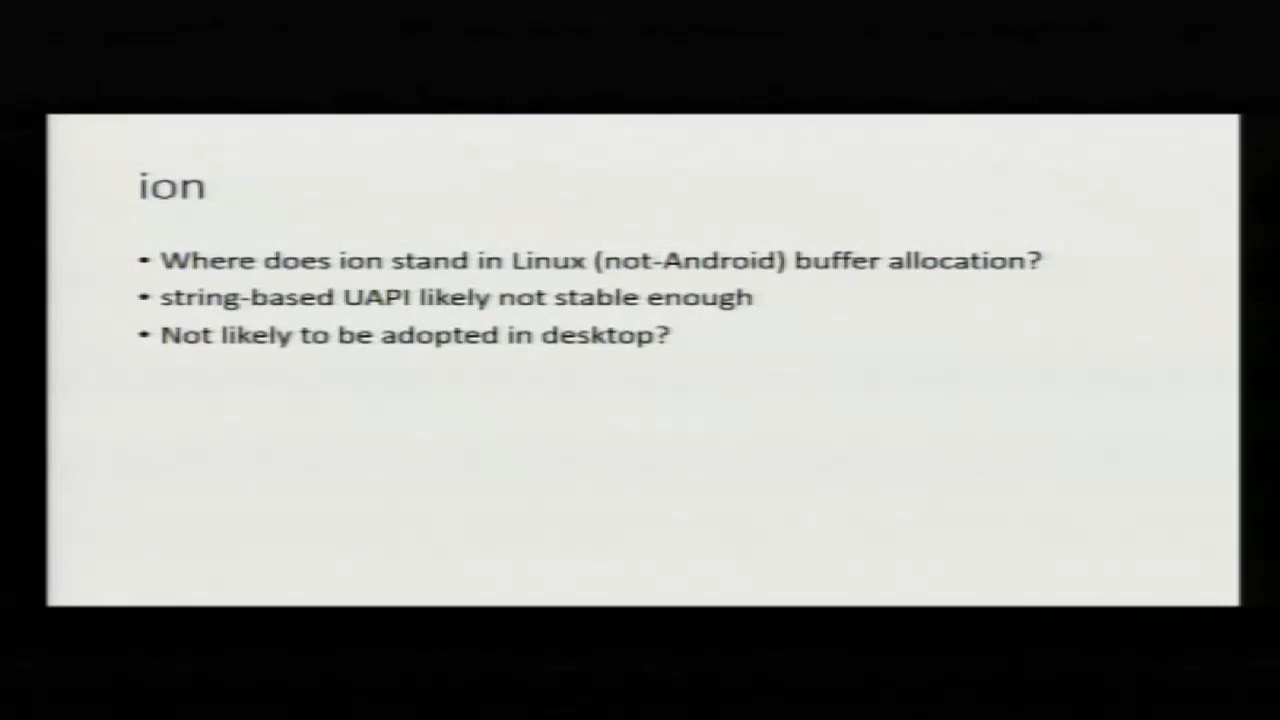 ion
• Where does ion stand in Linux (not-Android) buffer allocation?
• string-based UAPI likely not stable enough
• Not likely to be adopted in desktop?